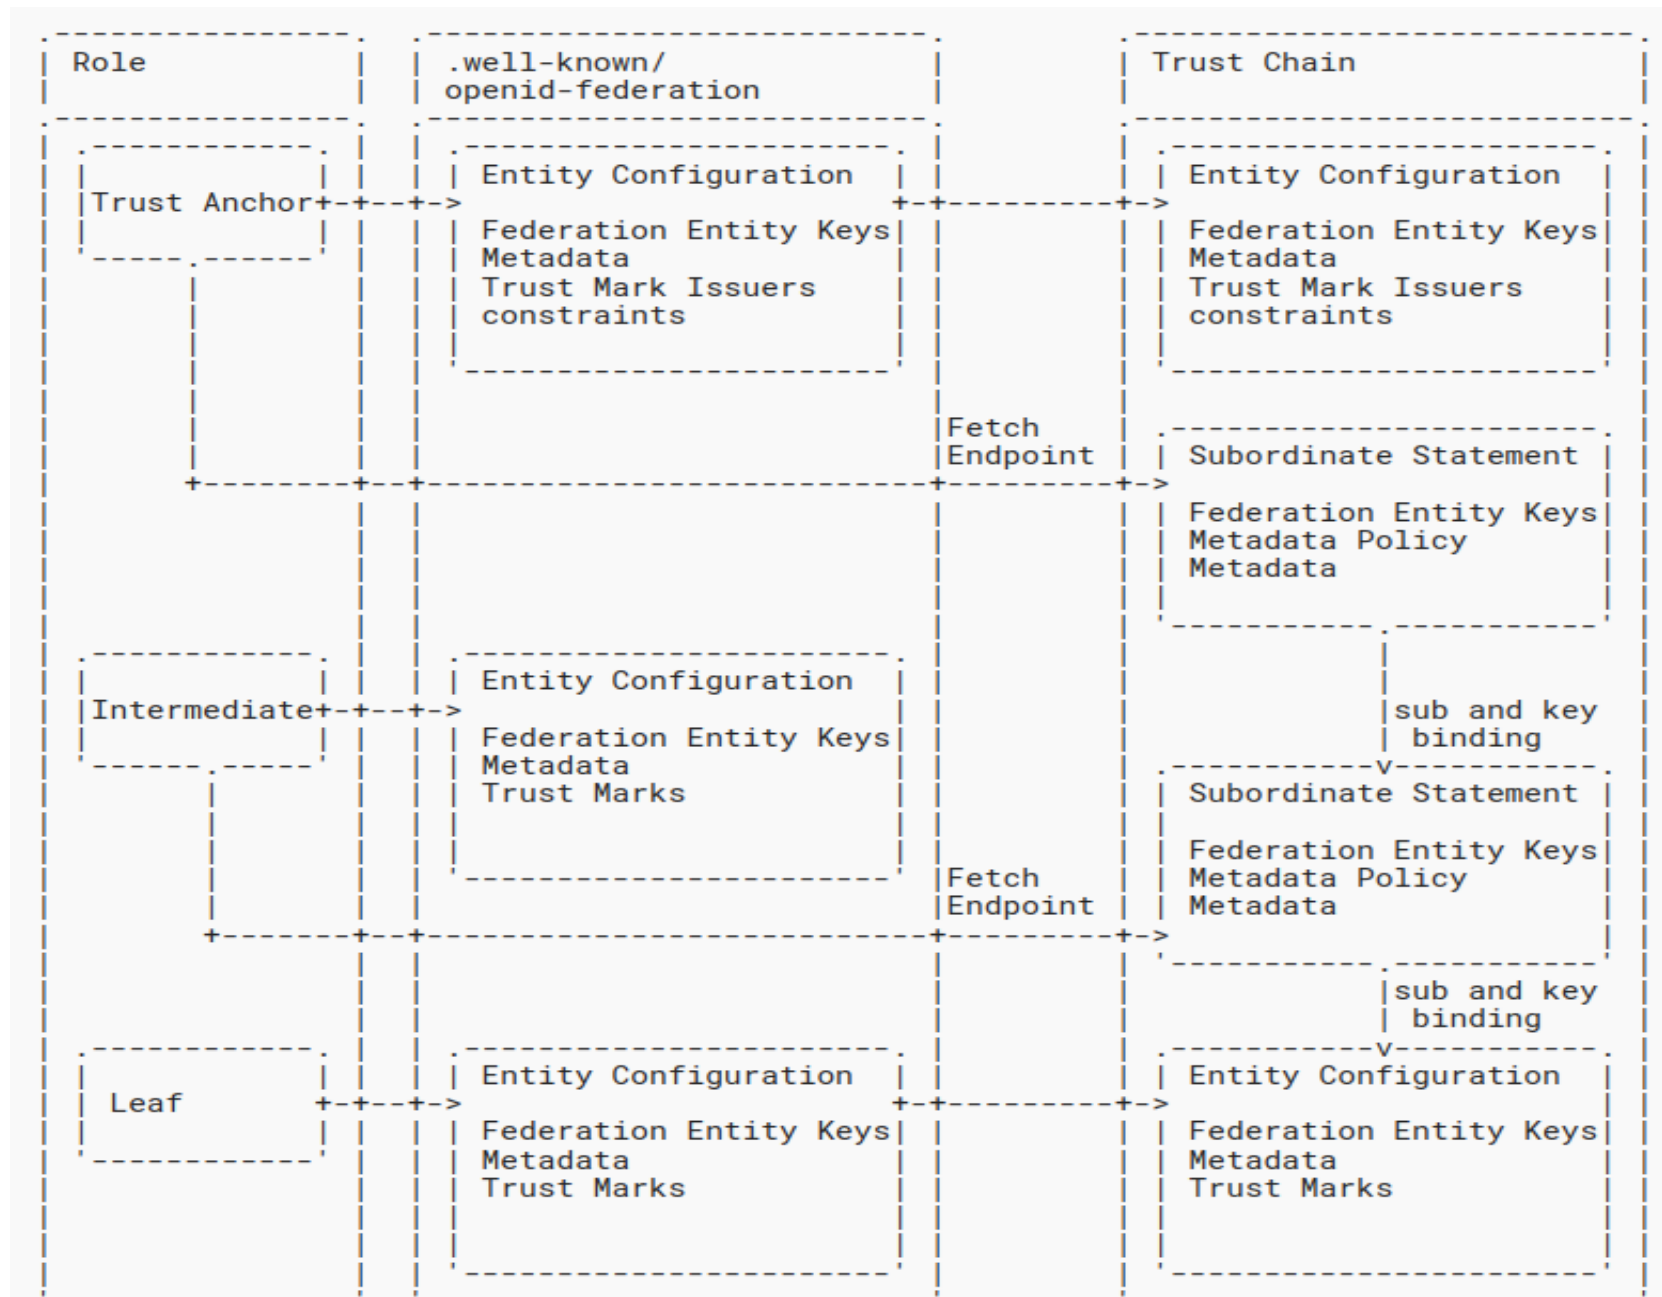 Role
.well-known/
openid-federation
Trust Chain
Trust Anchor
Entity Configuration
Federation Entity Keys
Metadata
Trust Mark Issuers
constraints
Entity Configuration
Federation Entity Keys
Metadata
Trust Mark Issuers
constraints
Fetch
Endpoint
Subordinate Statement
Federation Entity Keys
Metadata Policy
Metadata
Intermediate
Entity Configuration
Federation Entity Keys
Metadata
Trust Marks
sub and key
binding
Fetch
Endpoint
Subordinate Statement
Federation Entity Keys
Metadata Policy
Metadata
sub and key
binding
Leaf
Entity Configuration
Federation Entity Keys
Metadata
Trust Marks
Entity Configuration
Federation Entity Keys
Metadata
Trust Marks